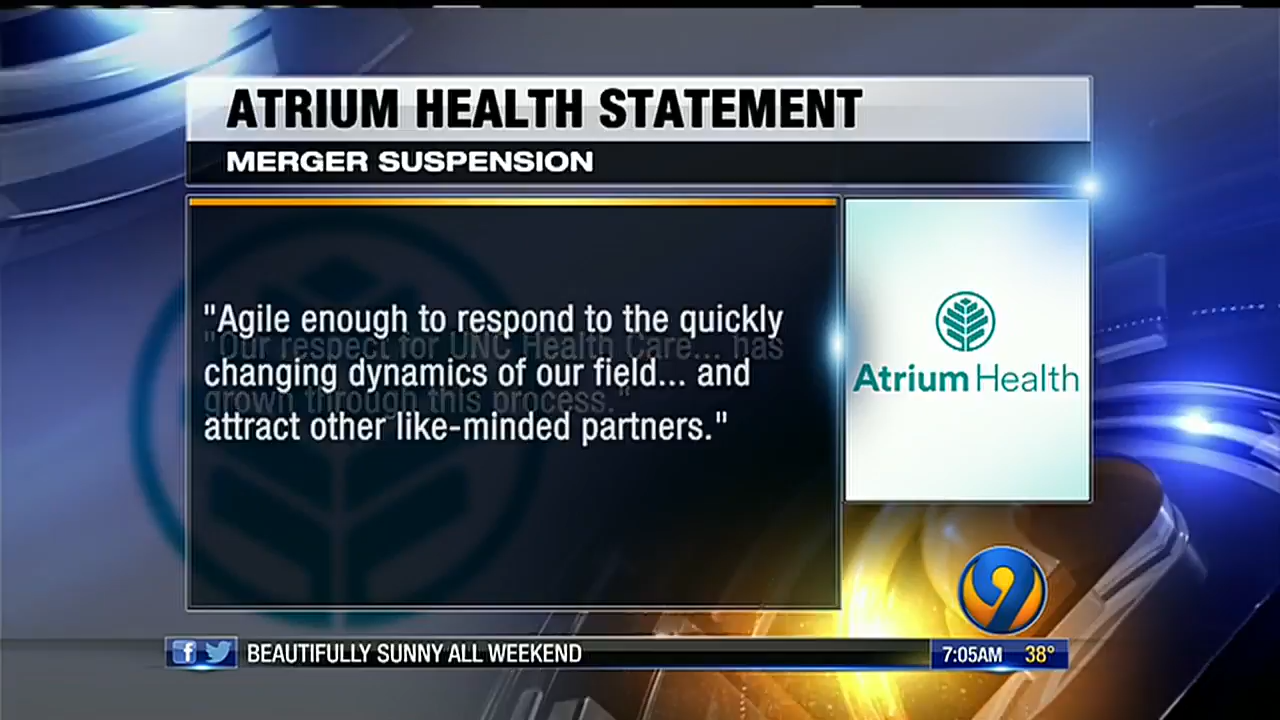 ATRIUM HEALTH STATEMENT
MERGER SUSPENSION
"Agile enough to respond to the quickly
changing dynamics of our field... and
attract other like-minded partners."
"Our respect for UNC Health Care... has
grown through this process."
Atrium Health
9
f
BEAUTIFULLY SUNNY ALL WEEKEND
7:05AM 38°